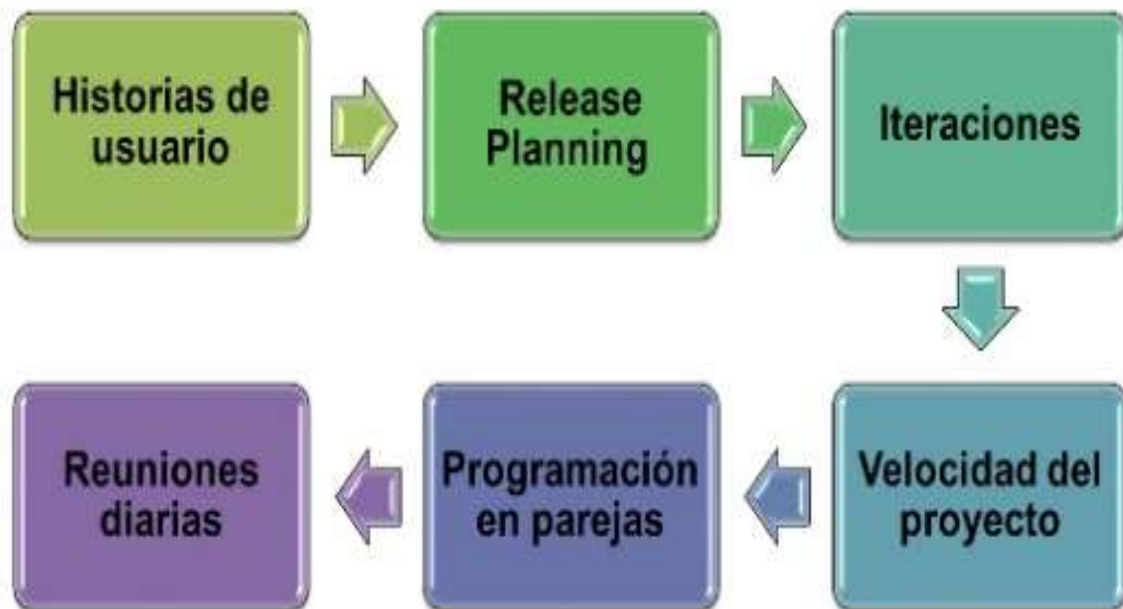 Historias de
usuario
Release
Planning
Iteraciones
Velocidad del
proyecto
Programación
en parejas
Reuniones
diarias